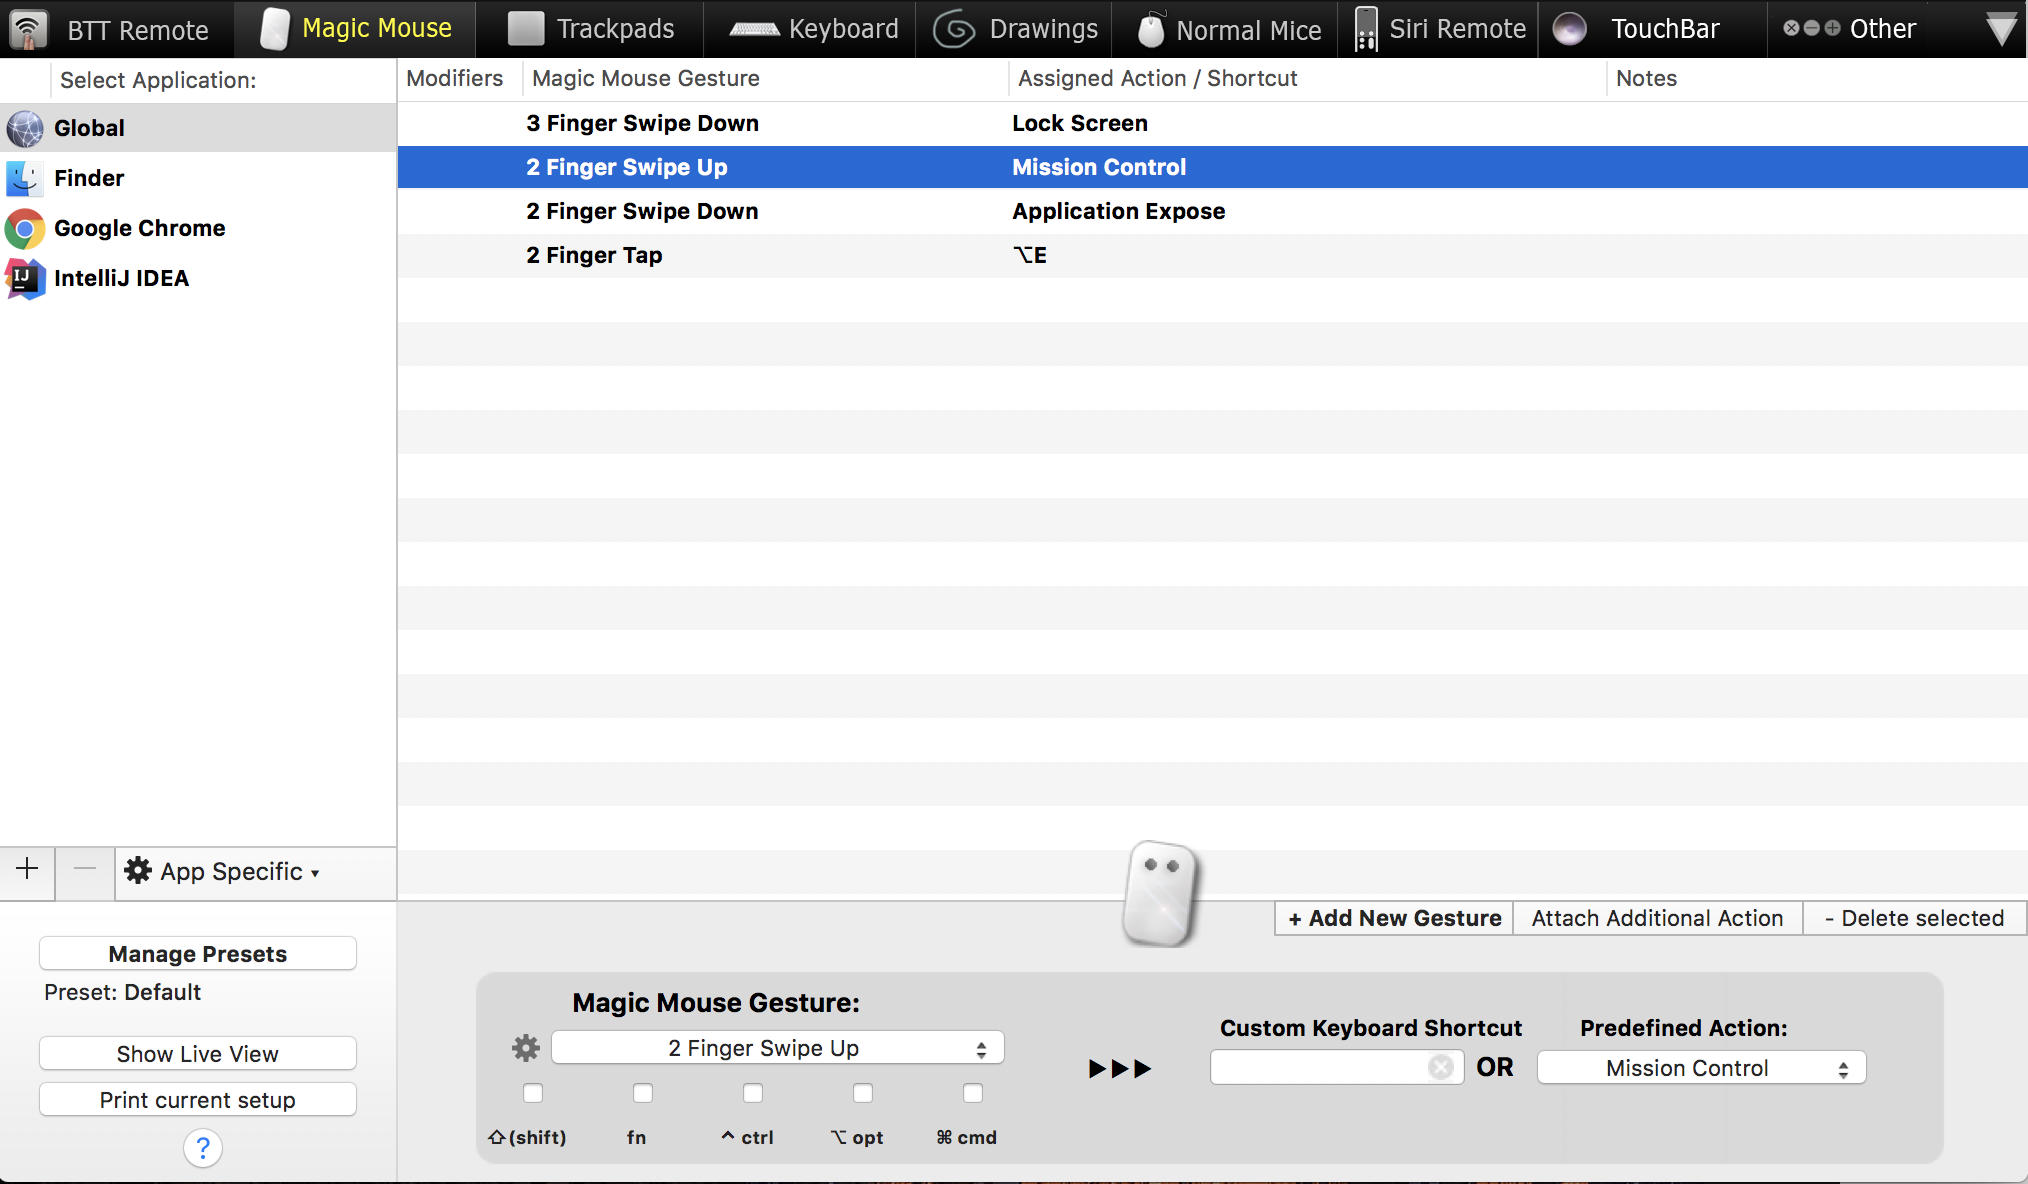 BTT Remote
Magic Mouse
Trackpads
Keyboard
Drawings
Normal Mice
Siri Remote
TouchBar
Other
Select Application:
Global
Finder
Google Chrome
IJ
IntelliJ IDEA
Modifiers
Magic Mouse Gesture
Assigned Action / Shortcut
Notes
3 Finger Swipe Down
Lock Screen
2 Finger Swipe Up
Mission Control
2 Finger Swipe Down
Application Expose
2 Finger Tap
⌥E
+
−
App Specific ▾
Manage Presets
Preset: Default
Show Live View
Print current setup
?
+ Add New Gesture
Attach Additional Action
- Delete selected
Magic Mouse Gesture:
2 Finger Swipe Up
⇧(shift)
fn
^ ctrl
⌥ opt
⌘ cmd
▶▶▶
Custom Keyboard Shortcut
OR
Predefined Action:
Mission Control